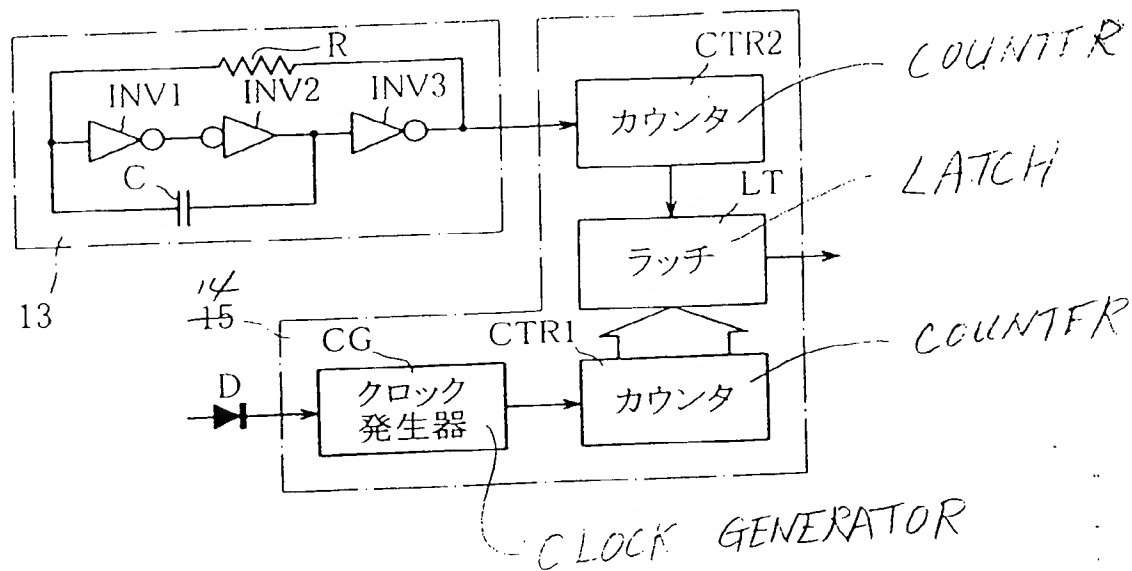 R
CTR2
COUNTER
INV1
INV2
INV3
カウンタ
C
LT
LATCH
ラッチ
13
14
15
CG
CTR1
COUNTER
D
クロック
発生器
カウンタ
CLOCK GENERATOR